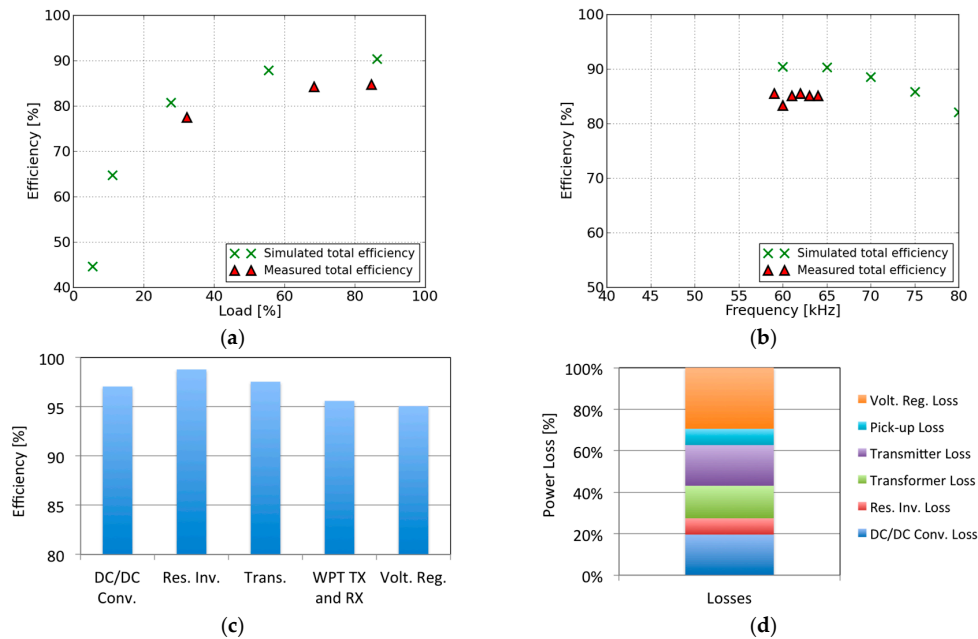 100
90
80
70
60
50
40
Efficiency [%]
0
20
40
60
80
100
Load [%]
Simulated total efficiency
Measured total efficiency
(a)
100
90
80
70
60
50
Efficiency [%]
40
45
50
55
60
65
70
75
80
Frequency [kHz]
Simulated total efficiency
Measured total efficiency
(b)
100
95
90
85
80
Efficiency [%]
DC/DC
Conv.
Res. Inv.
Trans.
WPT TX
and RX
Volt. Reg.
(c)
100%
80%
60%
40%
20%
0%
Power Loss [%]
Losses
Volt. Reg. Loss
Pick-up Loss
Transmitter Loss
Transformer Loss
Res. Inv. Loss
DC/DC Conv. Loss
(d)